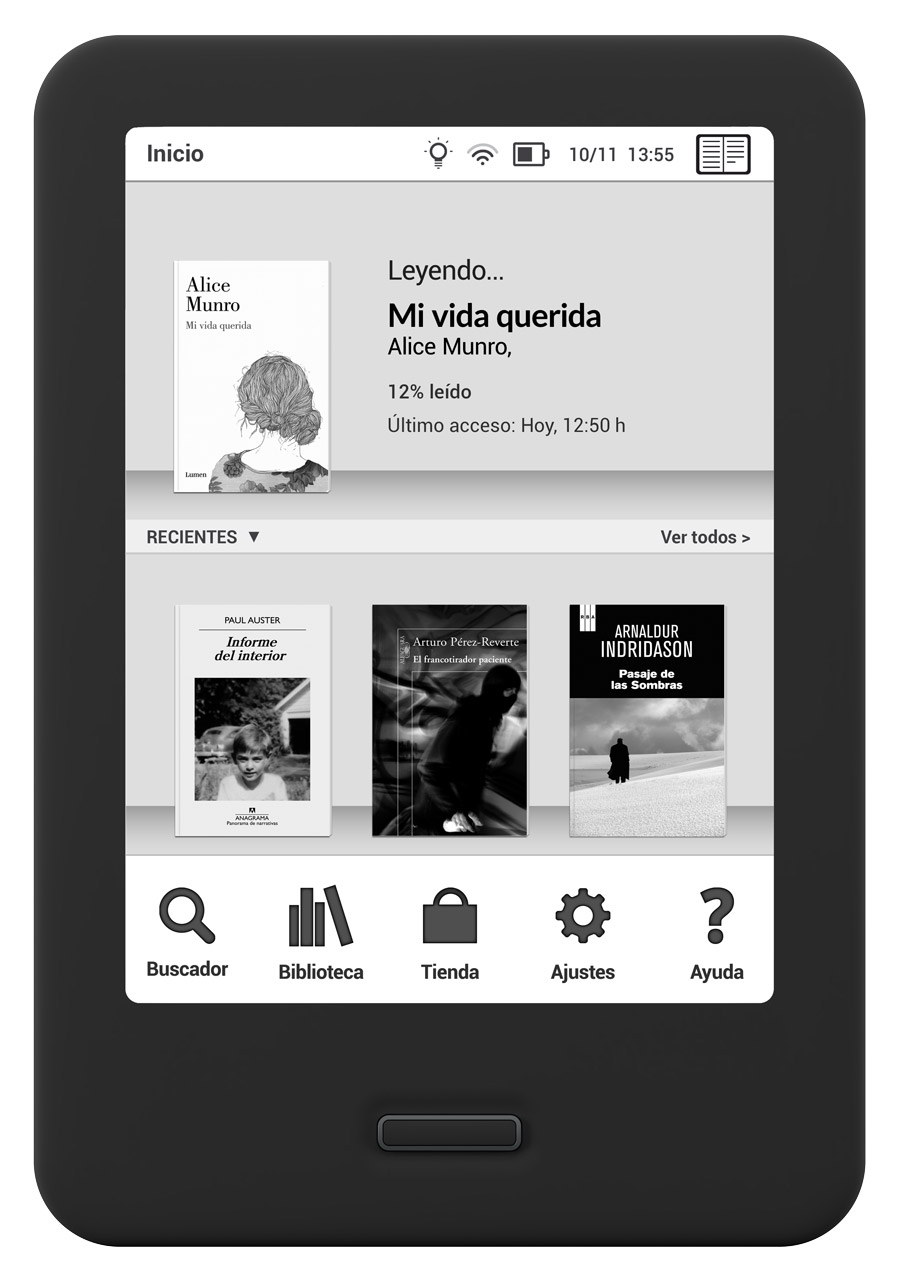 Inicio
10/11 13:55
Alice
Munro
Mi vida querida
Lumen
Leyendo...
Mi vida querida
Alice Munro,
12% leído
Último acceso: Hoy, 12:50 h
RECIENTES ▼
Ver todos >
PAUL AUSTER
Informe
del interior
ANAGRAMA
Panorama de narrativas
ALFAGUARA
Arturo Pérez-Reverte
El francotirador paciente
RBA
ARNALDUR
INDRIDASON
Pasaje de
las Sombras
Buscador
Biblioteca
Tienda
Ajustes
Ayuda